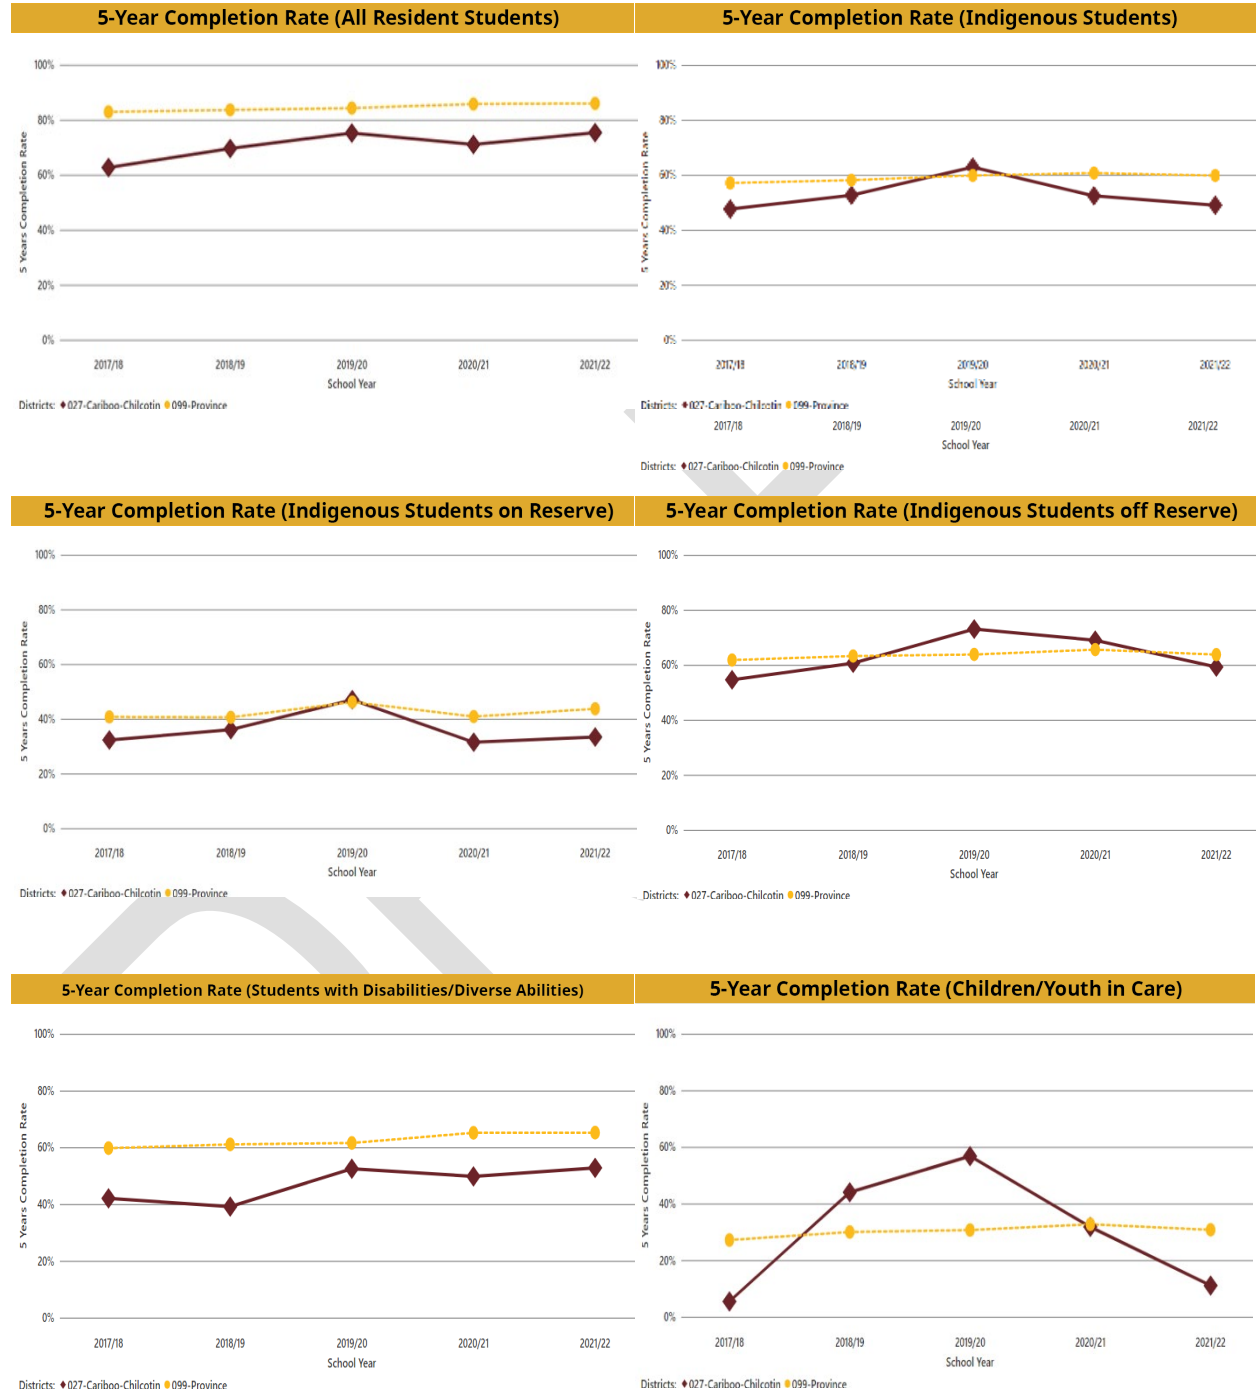 5-Year Completion Rate (All Resident Students)
100%
80%
60%
40%
20%
0%
5 Years Completion Rate
2017/18 2018/19 2019/20 2020/21 2021/22
School Year
Districts: 027-Cariboo-Chilcotin 099-Province
5-Year Completion Rate (Indigenous Students)
100%
80%
60%
40%
20%
0%
5 Years Completion Rate
2017/18 2018/19 2019/20 2020/21 2021/22
School Year
Districts: 027-Cariboo-Chilcotin 099-Province
2017/18 2018/19 2019/20 2020/21 2021/22
School Year
Districts: 027-Cariboo-Chilcotin 099-Province
5-Year Completion Rate (Indigenous Students on Reserve)
100%
80%
60%
40%
20%
0%
5 Years Completion Rate
2017/18 2018/19 2019/20 2020/21 2021/22
School Year
Districts: 027-Cariboo-Chilcotin 099-Province
5-Year Completion Rate (Indigenous Students off Reserve)
100%
80%
60%
40%
20%
0%
5 Years Completion Rate
2017/18 2018/19 2019/20 2020/21 2021/22
School Year
Districts: 027-Cariboo-Chilcotin 099-Province
5-Year Completion Rate (Students with Disabilities/Diverse Abilities)
100%
80%
60%
40%
20%
0%
5 Years Completion Rate
2017/18 2018/19 2019/20 2020/21 2021/22
School Year
Districts: 027-Cariboo-Chilcotin 099-Province
5-Year Completion Rate (Children/Youth in Care)
100%
80%
60%
40%
20%
0%
5 Years Completion Rate
2017/18 2018/19 2019/20 2020/21 2021/22
School Year
Districts: 027-Cariboo-Chilcotin 099-Province